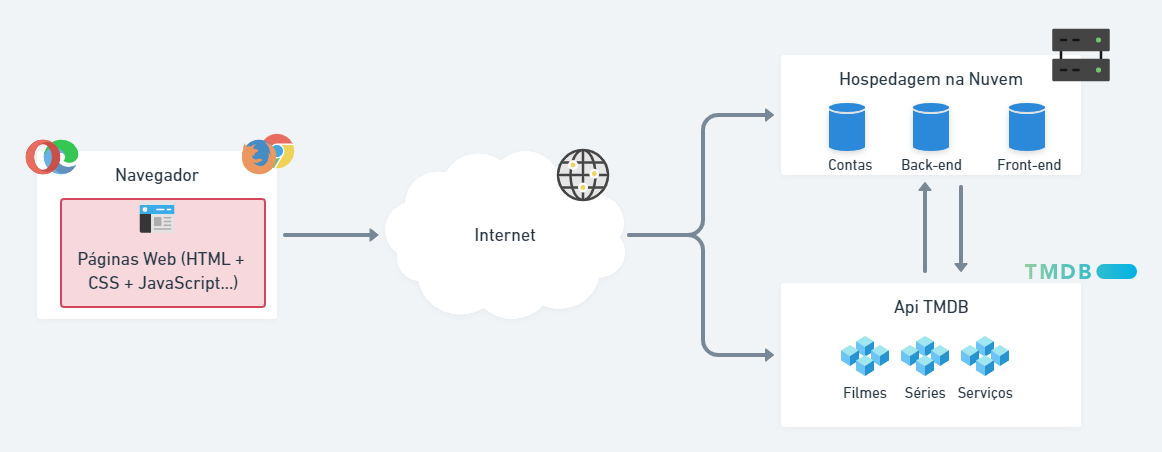 Navegador
Páginas Web (HTML +
CSS + JavaScript...)
Internet
Hospedagem na Nuvem
Contas
Back-end
Front-end
TMDB
Api TMDB
Filmes
Séries
Serviços